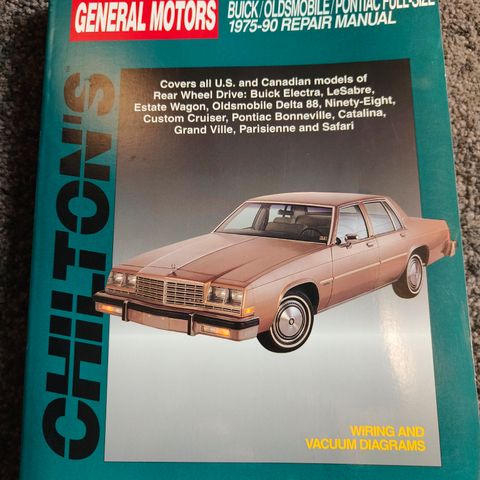 GENERAL MOTORS
BUICK/OLDSMOBILE/PONTIAC FULL-SIZE
1975-90 REPAIR MANUAL
Covers all U.S. and Canadian models of
Rear Wheel Drive: Buick Electra, LeSabre,
Estate Wagon, Oldsmobile Delta 88, Ninety-Eight,
Custom Cruiser, Pontiac Bonneville, Catalina,
Grand Ville, Parisienne and Safari
CHILTON'S™
WIRING AND
VACUUM DIAGRAMS